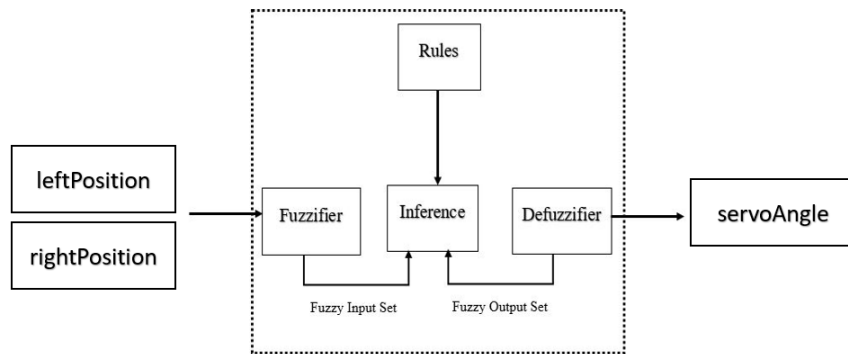 Rules
leftPosition
rightPosition
Fuzzifier
Inference
Defuzzifier
servoAngle
Fuzzy Input Set
Fuzzy Output Set